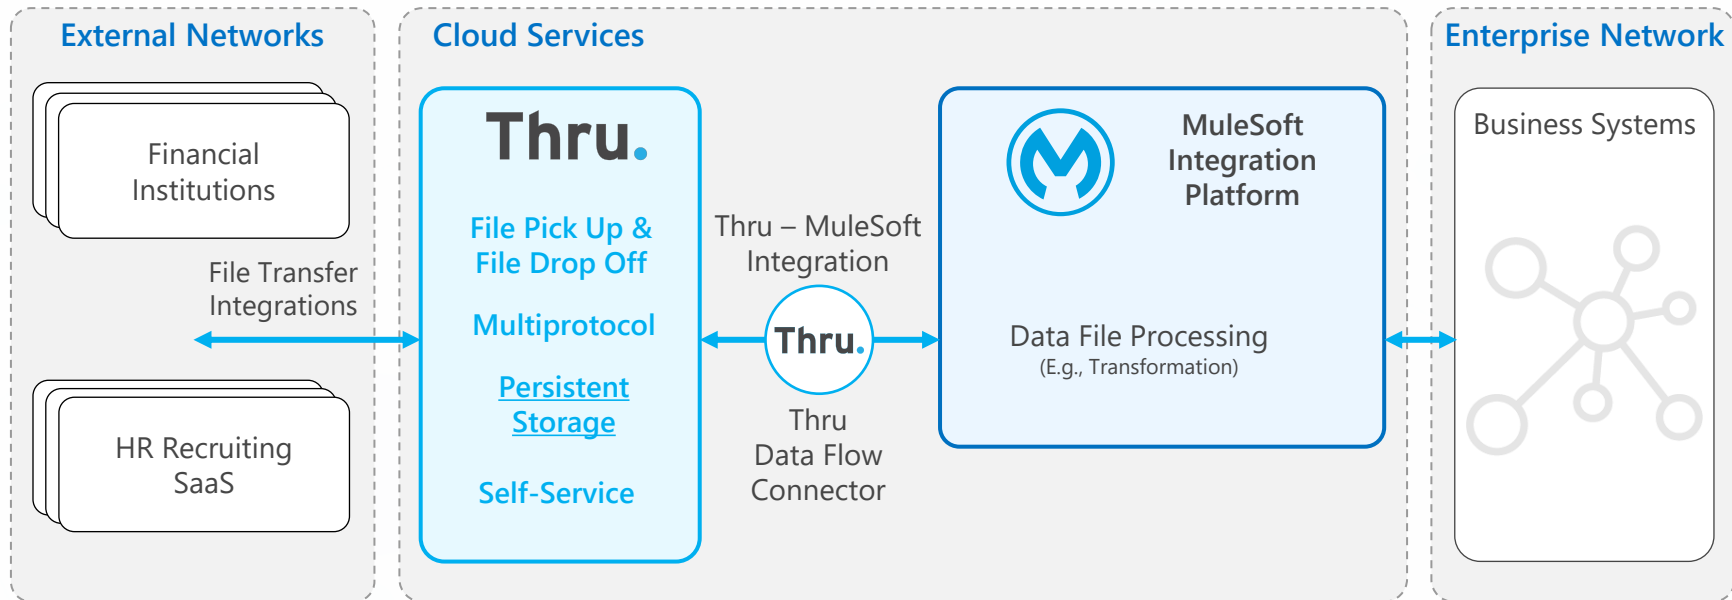 External Networks
Financial
Institutions
File Transfer
Integrations
HR Recruiting
SaaS
Cloud Services
Thru.
File Pick Up &
File Drop Off
Multiprotocol
Persistent
Storage
Self-Service
Thru – MuleSoft
Integration
Thru.
Thru
Data Flow
Connector
MuleSoft
Integration
Platform
Data File Processing
(E.g., Transformation)
Enterprise Network
Business Systems